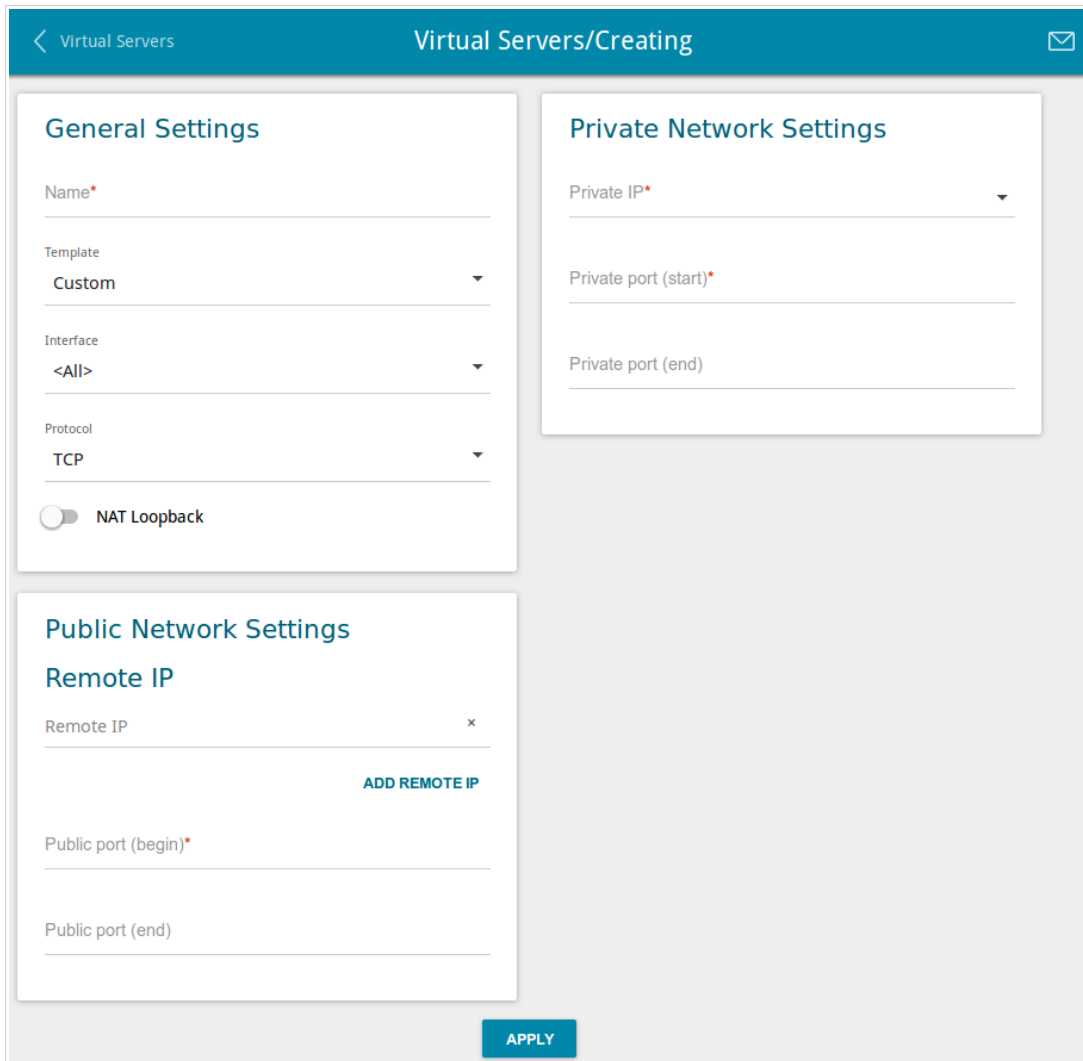 Virtual Servers
Virtual Servers/Creating
General Settings
Name*
Template
Custom
Interface
<All>
Protocol
TCP
NAT Loopback
Private Network Settings
Private IP*
Private port (start)*
Private port (end)
Public Network Settings
Remote IP
Remote IP
×
ADD REMOTE IP
Public port (begin)*
Public port (end)
APPLY